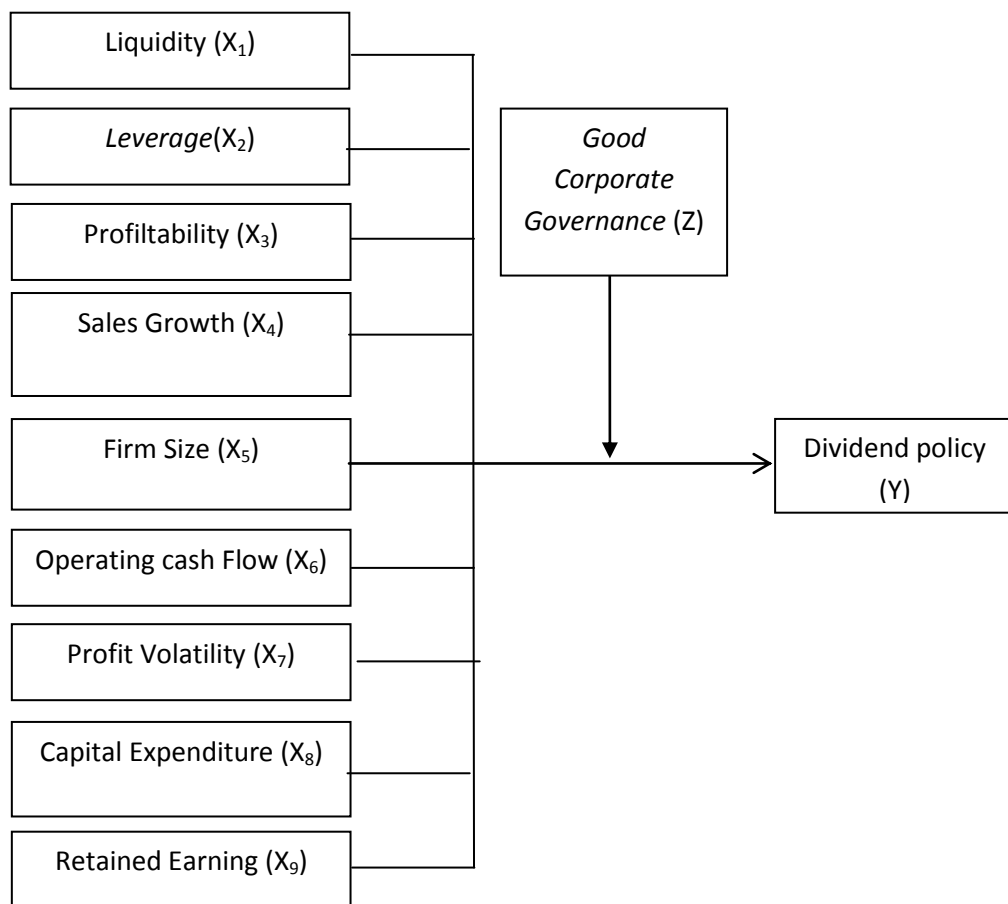 Liquidity (X₁)
Leverage(X₂)
Profiltability (X₃)
Sales Growth (X₄)
Firm Size (X₅)
Operating cash Flow (X₆)
Profit Volatility (X₇)
Capital Expenditure (X₈)
Retained Earning (X₉)
Good
Corporate
Governance (Z)
Dividend policy
(Y)